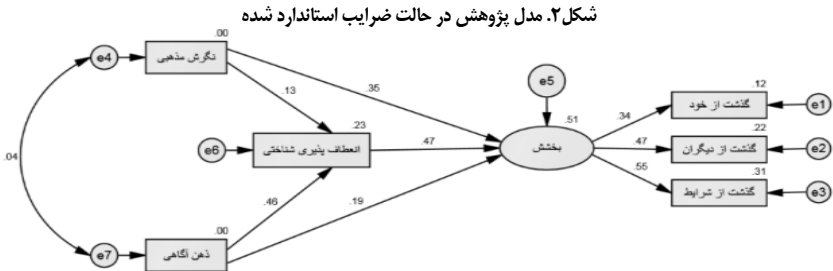 شکل۲. مدل پژوهش در حالت ضرایب استاندارد شده
.00
e4
نگرش مذهبی
.35
.13
e5
.12
گذشت از خود
e1
.34
.23
.51
.22
e6
انعطاف پذیری شناختی
.47
بخشش
.47
گذشت از دیگران
e2
.04
.55
.31
گذشت از شرایط
e3
.46
.19
.00
e7
ذهن آگاهی